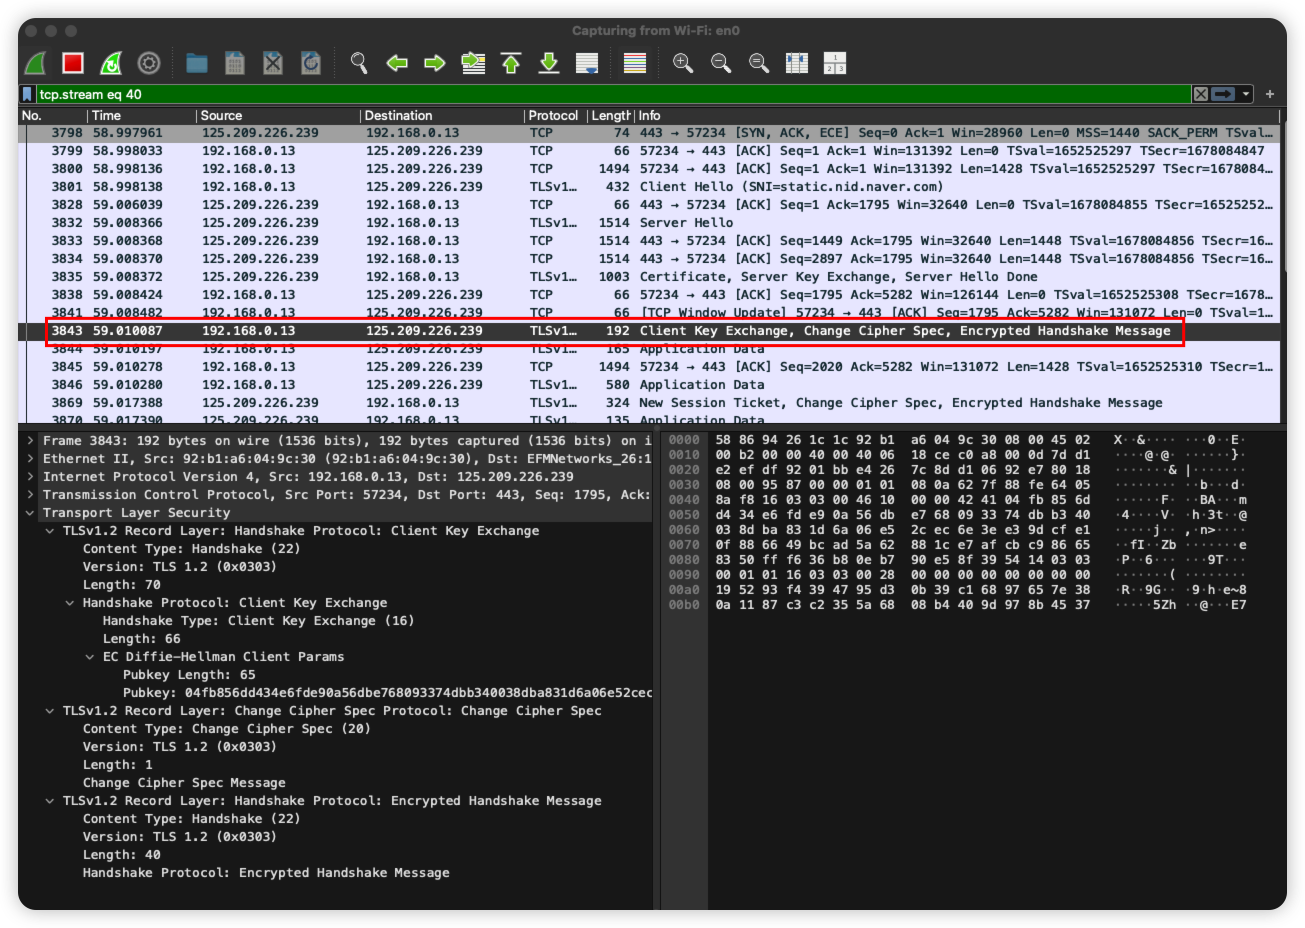 Capturing from Wi-Fi: en0
tcp.stream eq 40
No. Time Source Destination Protocol Length Info
3798 58.997961 125.209.226.239 192.168.0.13 TCP 74 443 → 57234 [SYN, ACK, ECE] Seq=0 Ack=1 Win=28960 Len=0 MSS=1440 SACK_PERM TSval…
3799 58.998033 192.168.0.13 125.209.226.239 TCP 66 57234 → 443 [ACK] Seq=1 Ack=1 Win=131392 Len=0 TSval=1652525297 TSecr=1678084847
3800 58.998136 192.168.0.13 125.209.226.239 TCP 1494 57234 → 443 [ACK] Seq=1 Ack=1 Win=131392 Len=1428 TSval=1652525297 TSecr=1678084…
3801 58.998138 192.168.0.13 125.209.226.239 TLSv1… 432 Client Hello (SNI=static.nid.naver.com)
3828 59.006039 125.209.226.239 192.168.0.13 TCP 66 443 → 57234 [ACK] Seq=1 Ack=1795 Win=32640 Len=0 TSval=1678084855 TSecr=16525252…
3832 59.008366 125.209.226.239 192.168.0.13 TLSv1… 1514 Server Hello
3833 59.008368 125.209.226.239 192.168.0.13 TCP 1514 443 → 57234 [ACK] Seq=1449 Ack=1795 Win=32640 Len=1448 TSval=1678084856 TSecr=16…
3834 59.008370 125.209.226.239 192.168.0.13 TCP 1514 443 → 57234 [ACK] Seq=2897 Ack=1795 Win=32640 Len=1448 TSval=1678084856 TSecr=16…
3835 59.008372 125.209.226.239 192.168.0.13 TLSv1… 1003 Certificate, Server Key Exchange, Server Hello Done
3838 59.008424 192.168.0.13 125.209.226.239 TCP 66 57234 → 443 [ACK] Seq=1795 Ack=5282 Win=126144 Len=0 TSval=1652525308 TSecr=1678…
3841 59.008482 192.168.0.13 125.209.226.239 TCP 66 [TCP Window Update] 57234 → 443 [ACK] Seq=1795 Ack=5282 Win=131072 Len=0 TSval=1…
3843 59.010087 192.168.0.13 125.209.226.239 TLSv1… 192 Client Key Exchange, Change Cipher Spec, Encrypted Handshake Message
3844 59.010197 192.168.0.13 125.209.226.239 TLSv1… 165 Application Data
3845 59.010278 192.168.0.13 125.209.226.239 TCP 1494 57234 → 443 [ACK] Seq=2020 Ack=5282 Win=131072 Len=1428 TSval=1652525310 TSecr=1…
3846 59.010280 192.168.0.13 125.209.226.239 TLSv1… 580 Application Data
3869 59.017388 125.209.226.239 192.168.0.13 TLSv1… 324 New Session Ticket, Change Cipher Spec, Encrypted Handshake Message
3870 59.017390 125.209.226.239 192.168.0.13 TLSv1… 135 Application Data
Frame 3843: 192 bytes on wire (1536 bits), 192 bytes captured (1536 bits) on i
Ethernet II, Src: 92:b1:a6:04:9c:30 (92:b1:a6:04:9c:30), Dst: EFMNetworks_26:1
Internet Protocol Version 4, Src: 192.168.0.13, Dst: 125.209.226.239
Transmission Control Protocol, Src Port: 57234, Dst Port: 443, Seq: 1795, Ack:
Transport Layer Security
TLSv1.2 Record Layer: Handshake Protocol: Client Key Exchange
Content Type: Handshake (22)
Version: TLS 1.2 (0x0303)
Length: 70
Handshake Protocol: Client Key Exchange
Handshake Type: Client Key Exchange (16)
Length: 66
EC Diffie-Hellman Client Params
Pubkey Length: 65
Pubkey: 04fb856dd434e6fde90a56dbe768093374dbb340038dba831d6a06e52cec
TLSv1.2 Record Layer: Change Cipher Spec Protocol: Change Cipher Spec
Content Type: Change Cipher Spec (20)
Version: TLS 1.2 (0x0303)
Length: 1
Change Cipher Spec Message
TLSv1.2 Record Layer: Handshake Protocol: Encrypted Handshake Message
Content Type: Handshake (22)
Version: TLS 1.2 (0x0303)
Length: 40
Handshake Protocol: Encrypted Handshake Message
0000 58 86 94 26 1c 1c 92 b1 a6 04 9c 30 08 00 45 02 X··&···· ···0··E·
0010 00 b2 00 00 40 00 40 06 18 ce c0 a8 00 0d 7d d1 ····@·@· ······}·
0020 e2 ef df 92 01 bb e4 26 7c 8d d1 06 92 e7 80 18 ·······& |·······
0030 08 00 95 87 00 00 01 01 08 0a 62 7f 88 fe 64 05 ········ ··b···d·
0040 8a f8 16 03 03 00 46 10 00 00 42 41 04 fb 85 6d ······F· ··BA···m
0050 d4 34 e6 fd e9 0a 56 db e7 68 09 33 74 db b3 40 ·4····V· ·h·3t··@
0060 03 8d ba 83 1d 6a 06 e5 2c ec 6e 3e e3 9d cf e1 ·····j·· ,·n>····
0070 0f 88 66 49 bc ad 5a 62 88 1c e7 af cb c9 86 65 ··fI··Zb ·······e
0080 83 50 ff f6 36 b8 0e b7 90 e5 8f 39 54 14 03 03 ·P··6··· ···9T···
0090 00 01 01 16 03 03 00 28 00 00 00 00 00 00 00 00 ·······( ········
00a0 19 52 93 f4 39 47 95 d3 0b 39 c1 68 97 65 7e 38 ·R··9G·· ·9·h·e~8
00b0 0a 11 87 c3 c2 35 5a 68 08 b4 40 9d 97 8b 45 37 ·····5Zh ··@···E7